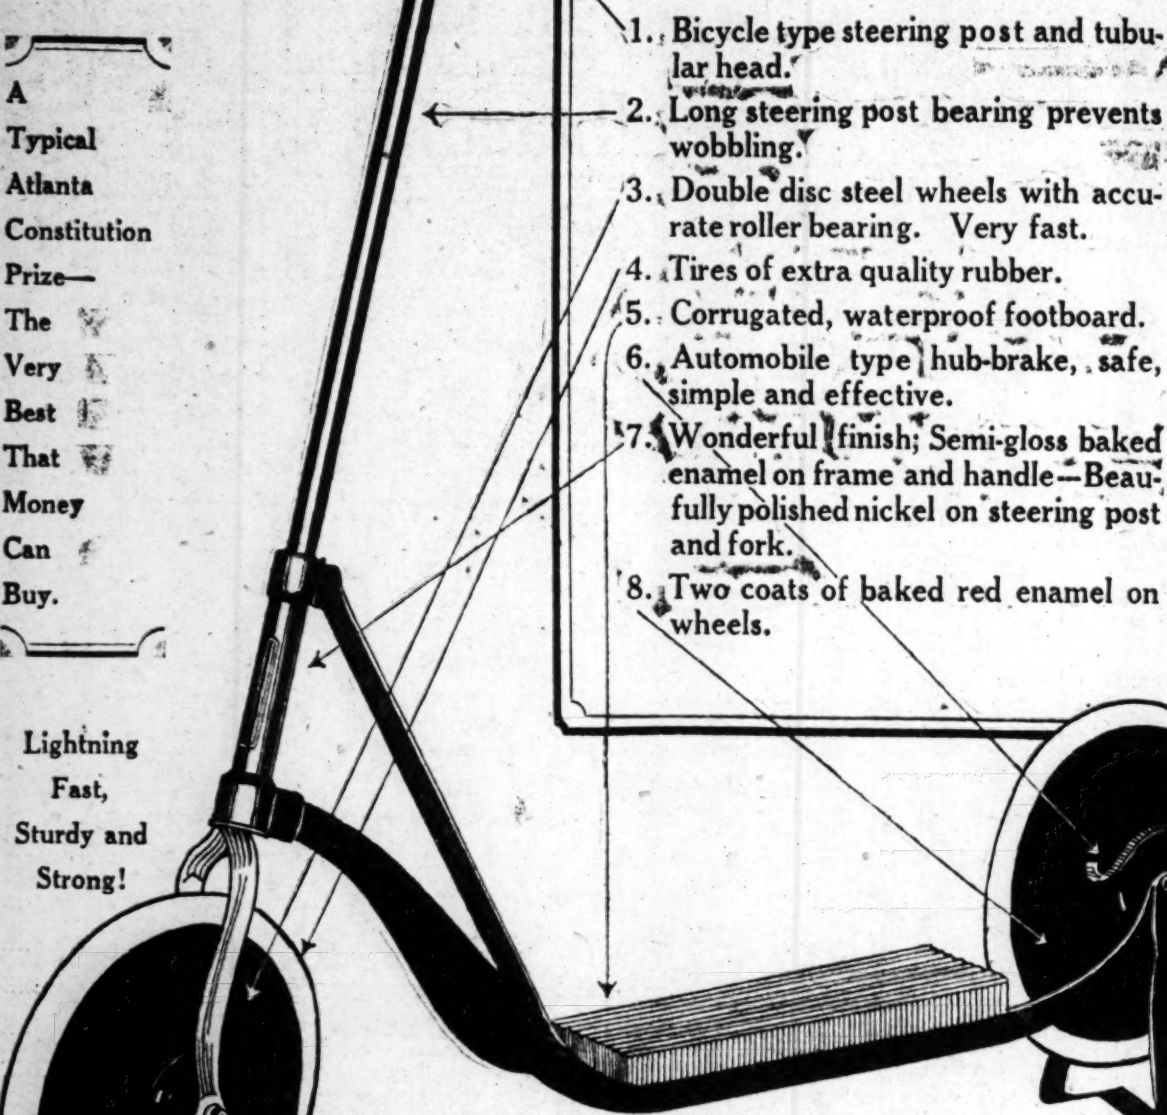 A
Typical
Atlanta
Constitution
Prize—
The
Very
Best
That
Money
Can
Buy.
Lightning
Fast,
Sturdy and
Strong!
1. Bicycle type steering post and tubu-
lar head.
2. Long steering post bearing prevents
wobbling.
3. Double disc steel wheels with accu-
rate roller bearing. Very fast.
4. Tires of extra quality rubber.
5. Corrugated, waterproof footboard.
6. Automobile type hub-brake, safe,
simple and effective.
7. Wonderful finish; Semi-gloss baked
enamel on frame and handle—Beau-
fully polished nickel on steering post
and fork.
8. Two coats of baked red enamel on
wheels.